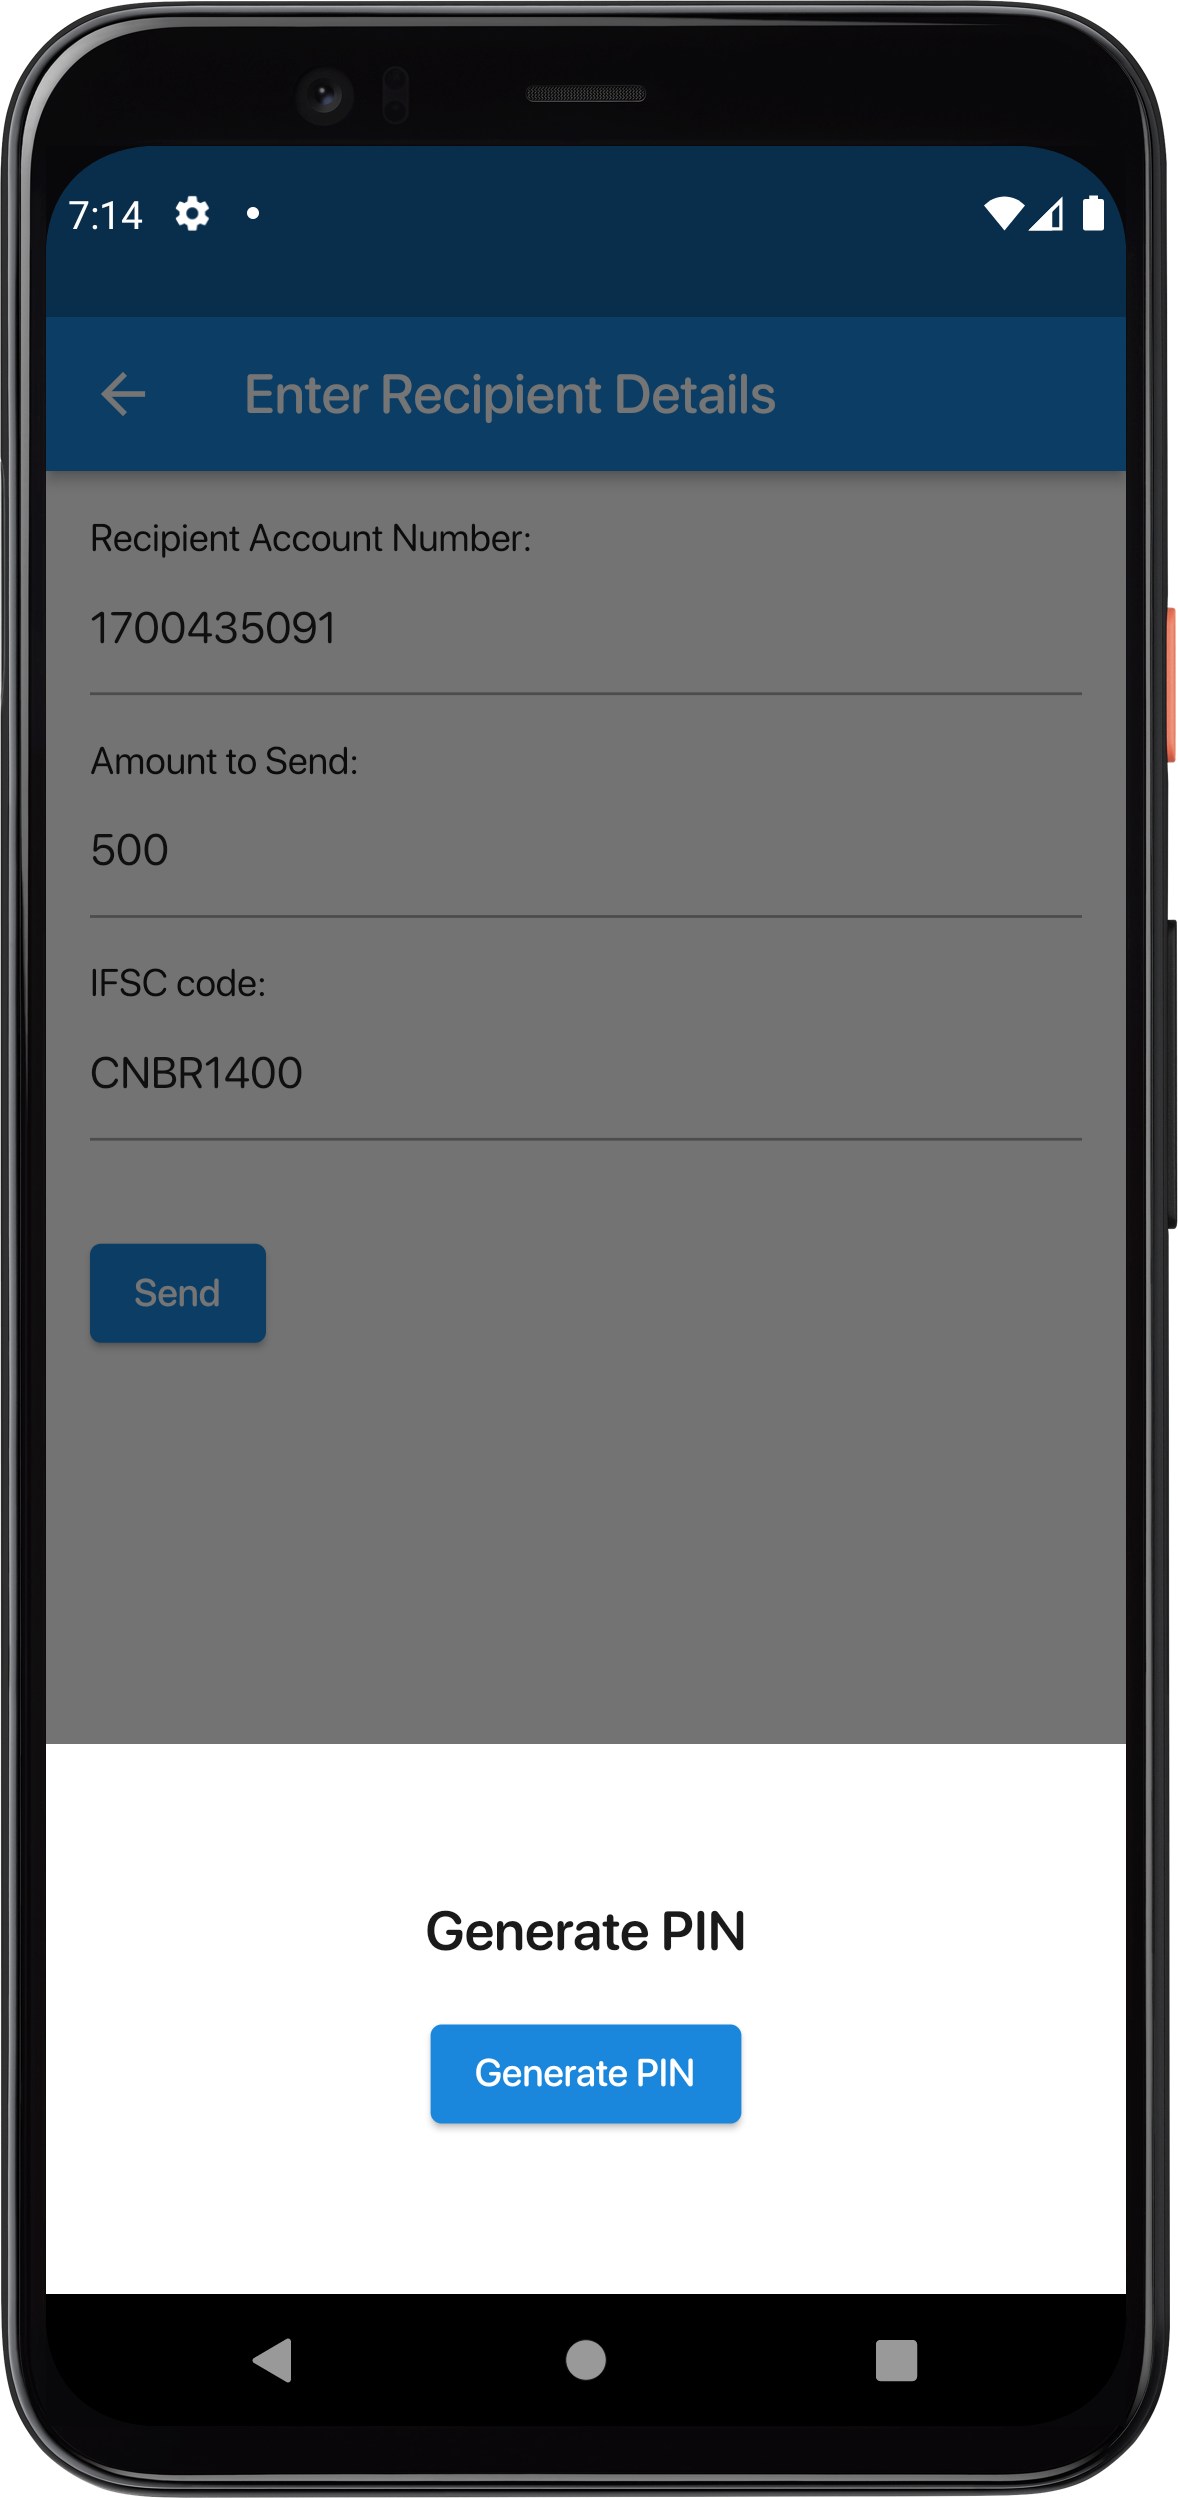 7:14
Enter Recipient Details
Recipient Account Number:
1700435091
Amount to Send:
500
IFSC code:
CNBR1400
Send
Generate PIN
Generate PIN